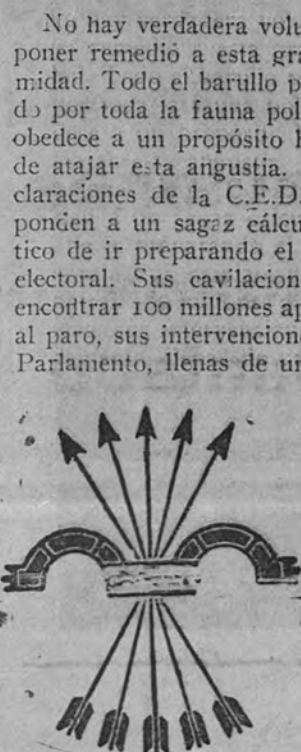 No hay verdadera volu
poner remedió a esta gra
midad. Todo el barullo p
do por toda la fauna pol
obedece a un propósito h
de atajar esta angustia.
claraciones de la C.E.D.
ponden a un sagaz cálcu
tico de ir preparando el
electoral. Sus cavilacion
encontrar 100 millones ap
al paro, sus intervencione
Parlamento, llenas de un